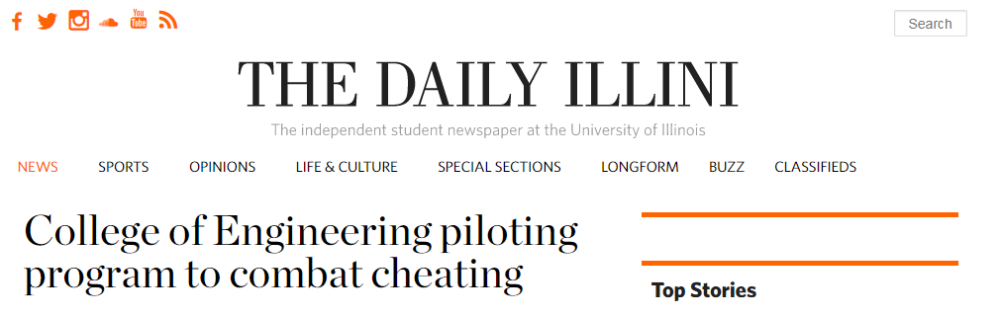 You Tube
Search
THE DAILY ILLINI
The independent student newspaper at the University of Illinois
NEWS SPORTS OPINIONS LIFE & CULTURE SPECIAL SECTIONS LONGFORM BUZZ CLASSIFIEDS
College of Engineering piloting
program to combat cheating
Top Stories